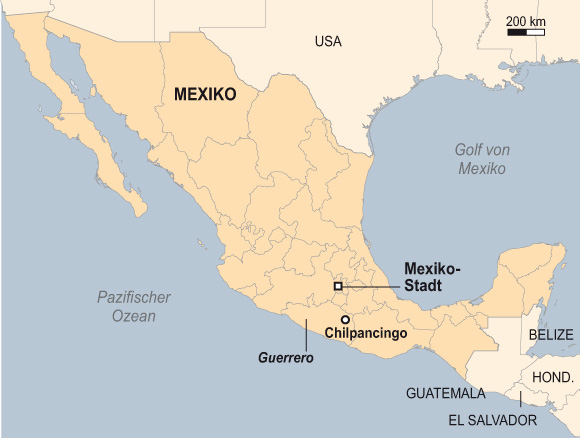 200 km
USA
MEXIKO
Golf von
Mexiko
Mexiko-
Stadt
Pazifischer
Ozean
Chilpancingo
Guerrero
BELIZE
HOND.
GUATEMALA
EL SALVADOR